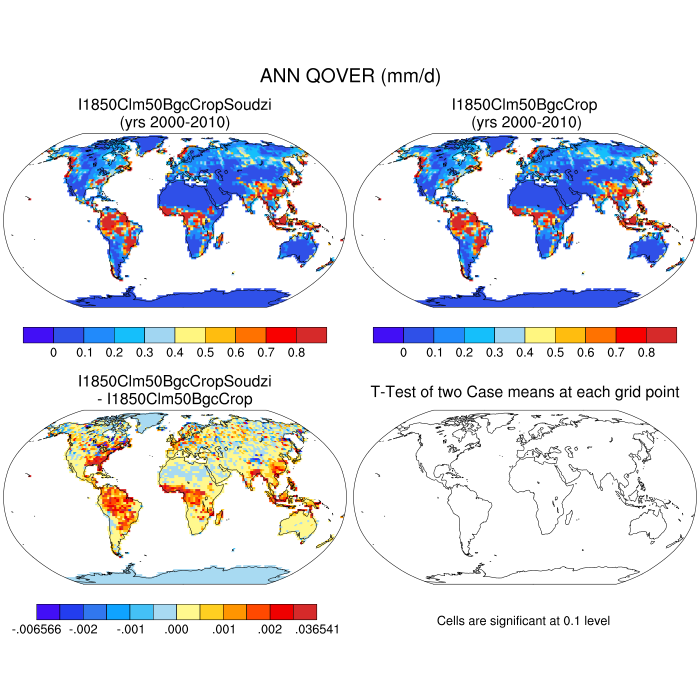 ANN QOVER (mm/d)
I1850Clm50BgcCropSoudzi
(yrs 2000-2010)
I1850Clm50BgcCrop
(yrs 2000-2010)
0 0.1 0.2 0.3 0.4 0.5 0.6 0.7 0.8
0 0.1 0.2 0.3 0.4 0.5 0.6 0.7 0.8
I1850Clm50BgcCropSoudzi
- I1850Clm50BgcCrop
T-Test of two Case means at each grid point
-.006566 -.002 -.001 .000 .001 .002 .036541
Cells are significant at 0.1 level